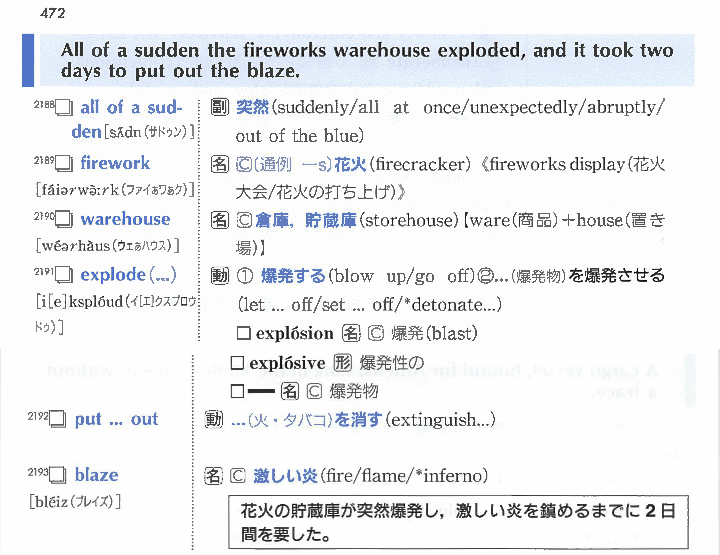 472
All of a sudden the fireworks warehouse exploded, and it took two
days to put out the blaze.
2188□ all of a sud-
den [sʌ́dn(サドゥン)]
副 突然(suddenly/all at once/unexpectedly/abruptly/
out of the blue)
2189□ firework
[fáiərwə̀ːrk(ファイぁワぁク)]
名 Ⓒ(通例 ―s)花火(firecracker)《fireworks display(花火
大会/花火の打ち上げ)》
2190□ warehouse
[wéərhàus(ウェぁハウス)]
名 Ⓒ倉庫，貯蔵庫(storehouse)【ware(商品)＋house(置き
場)】
2191□ explode(...)
[i[e]ksplóud(イ[エ]クスプロウ
ドゥ)]
動 ① 爆発する(blow up/go off)②...(爆発物)を爆発させる
(let ... off/set ... off/*detonate...)
□ explósion 名 Ⓒ 爆発(blast)
□ explósive 形 爆発性の
□ ━ 名 Ⓒ 爆発物
2192□ put ... out
動 ...(火・タバコ)を消す(extinguish...)
2193□ blaze
[bléiz(ブレイズ)]
名 Ⓒ 激しい炎(fire/flame/*inferno)
花火の貯蔵庫が突然爆発し，激しい炎を鎮めるまでに2日
間を要した。